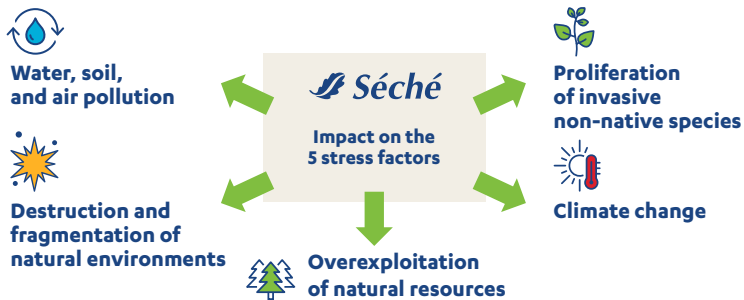 Water, soil,
and air pollution
Séché
Impact on the
5 stress factors
Proliferation
of invasive
non-native species
Destruction and
fragmentation of
natural environments
Climate change
Overexploitation
of natural resources